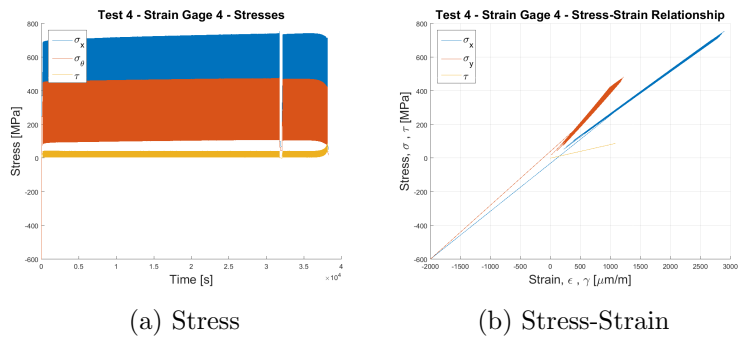 Test 4 - Strain Gage 4 - Stresses
800
600
400
200
0
-200
-400
600
Stress [MPa]
σx
σθ
τ
0 0.5 1 1.5 2 2.5 3 3.5 4
×10⁴
Time [s]
(a) Stress
Test 4 - Strain Gage 4 - Stress-Strain Relationship
800
600
400
200
0
-200
-400
-600
Stress, σ , τ [MPa]
σx
σy
τ
-2000 -1500 -1000 -500 0 500 1000 1500 2000 2500 3000
Strain, ϵ , γ [μm/m]
(b) Stress-Strain